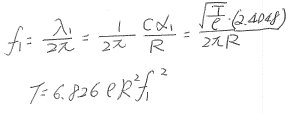 f₁ = λ₁/2π = 1/2π Cα₁/R = √(T/ρ)·(2.4048)/2πR
T = 6.826 ρR²f₁²